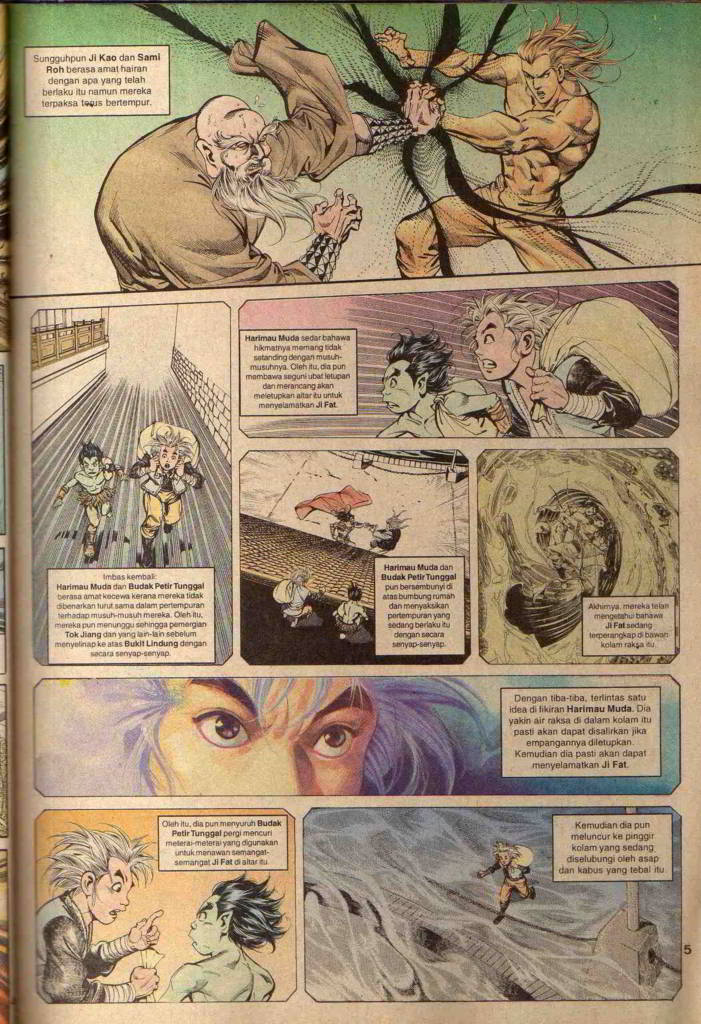 Sungguhpun Ji Kao dan Sami
Roh berasa amat hairan
dengan apa yang telah
berlaku itu namun mereka
terpaksa terus bertempur.
Harimau Muda sedar bahawa
hikmatnya memang tidak
setanding dengan musuh-
musuhnya. Oleh itu, dia pun
membawa seguni ubat letupan
dan merancang akan
meletupkan altar itu untuk
menyelamatkan Ji Fat.
Imbas kembali:
Harimau Muda dan Budak Petir Tunggal
berasa amat kecewa kerana mereka tidak
dibenarkan turut sama dalam pertempuran
terhadap musuh-musuh mereka. Oleh itu,
mereka pun menunggu sehingga pemergian
Tok Jiang dan yang lain-lain sebelum
menyelinap ke atas Bukit Lindung dengan
secara senyap-senyap.
Harimau Muda dan
Budak Petir Tunggal
pun bersembunyi di
atas bumbung rumah
dan menyaksikan
pertempuran yang
sedang berlaku itu
dengan secara
senyap-senyap.
Akhirnya, mereka telah
mengetahui bahawa
Ji Fat sedang
terperangkap di bawah
kolam raksa itu.
Dengan tiba-tiba, terlintas satu
idea di fikiran Harimau Muda. Dia
yakin air raksa di dalam kolam itu
pasti akan dapat disalirkan jika
empangannya diletupkan.
Kemudian dia pasti akan dapat
menyelamatkan Ji Fat.
Oleh itu, dia pun menyuruh Budak
Petir Tunggal pergi mencuri
meterai-meterai yang digunakan
untuk menawan semangat-
semangat Ji Fat di altar itu.
Kemudian dia pun
meluncur ke pinggir
kolam yang sedang
diselubungi oleh asap
dan kabus yang tebal itu
5